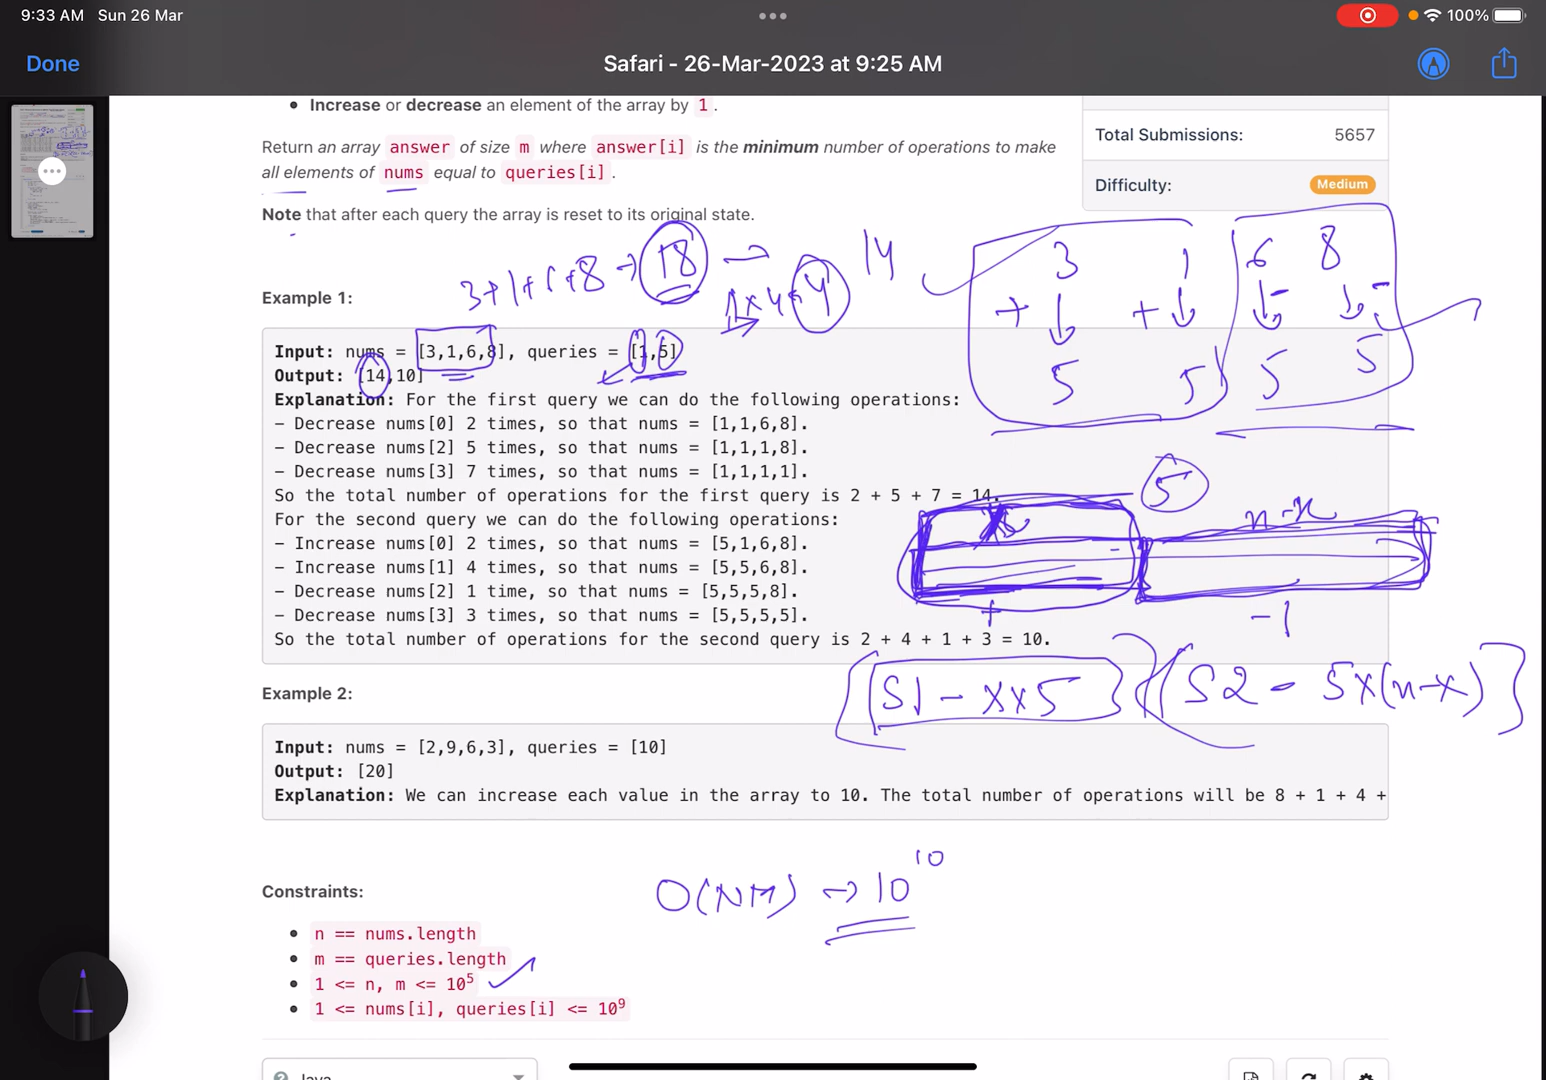 9:33 AM Sun 26 Mar
100%
Done
Safari - 26-Mar-2023 at 9:25 AM
• Increase or decrease an element of the array by 1.
Return an array answer of size m where answer[i] is the minimum number of operations to make
all elements of nums equal to queries[i].
Note that after each query the array is reset to its original state.
Total Submissions: 5657
Difficulty: Medium
3+1+6+8 → 18 → 14
1×4 4
3 1 6 8
+ ↓ + ↓ ↓- ↓-
5 5 5 5
Example 1:
Input: nums = [3,1,6,8], queries = [1,5]
Output: [14,10]
Explanation: For the first query we can do the following operations:
- Decrease nums[0] 2 times, so that nums = [1,1,6,8].
- Decrease nums[2] 5 times, so that nums = [1,1,1,8].
- Decrease nums[3] 7 times, so that nums = [1,1,1,1].
So the total number of operations for the first query is 2 + 5 + 7 = 14.
For the second query we can do the following operations:
- Increase nums[0] 2 times, so that nums = [5,1,6,8].
- Increase nums[1] 4 times, so that nums = [5,5,6,8].
- Decrease nums[2] 1 time, so that nums = [5,5,5,8].
- Decrease nums[3] 3 times, so that nums = [5,5,5,5].
So the total number of operations for the second query is 2 + 4 + 1 + 3 = 10.
5
x n-x
+ -1
[S1 - x×5] [S2 - 5×(n-x)]
Example 2:
Input: nums = [2,9,6,3], queries = [10]
Output: [20]
Explanation: We can increase each value in the array to 10. The total number of operations will be 8 + 1 + 4 +
O(NM) → 10^10
Constraints:
• n == nums.length
• m == queries.length
• 1 <= n, m <= 10^5
• 1 <= nums[i], queries[i] <= 10^9
Java